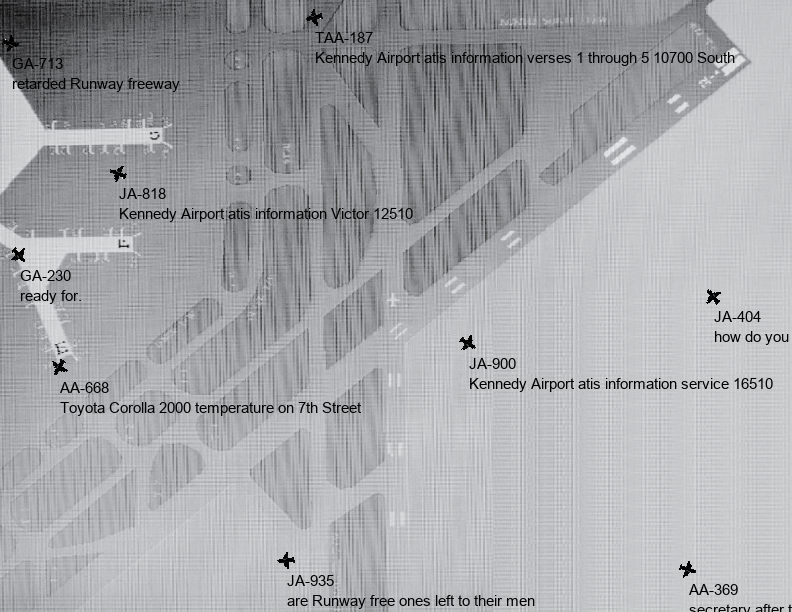 TAA-187
Kennedy Airport atis information verses 1 through 5 10700 South
GA-713
retarded Runway freeway
G
JA-818
Kennedy Airport atis information Victor 12510
F
GA-230
ready for.
JA-404
how do you
JA-900
Kennedy Airport atis information service 16510
AA-668
Toyota Corolla 2000 temperature on 7th Street
JA-935
are Runway free ones left to their men
AA-369
secretary after t